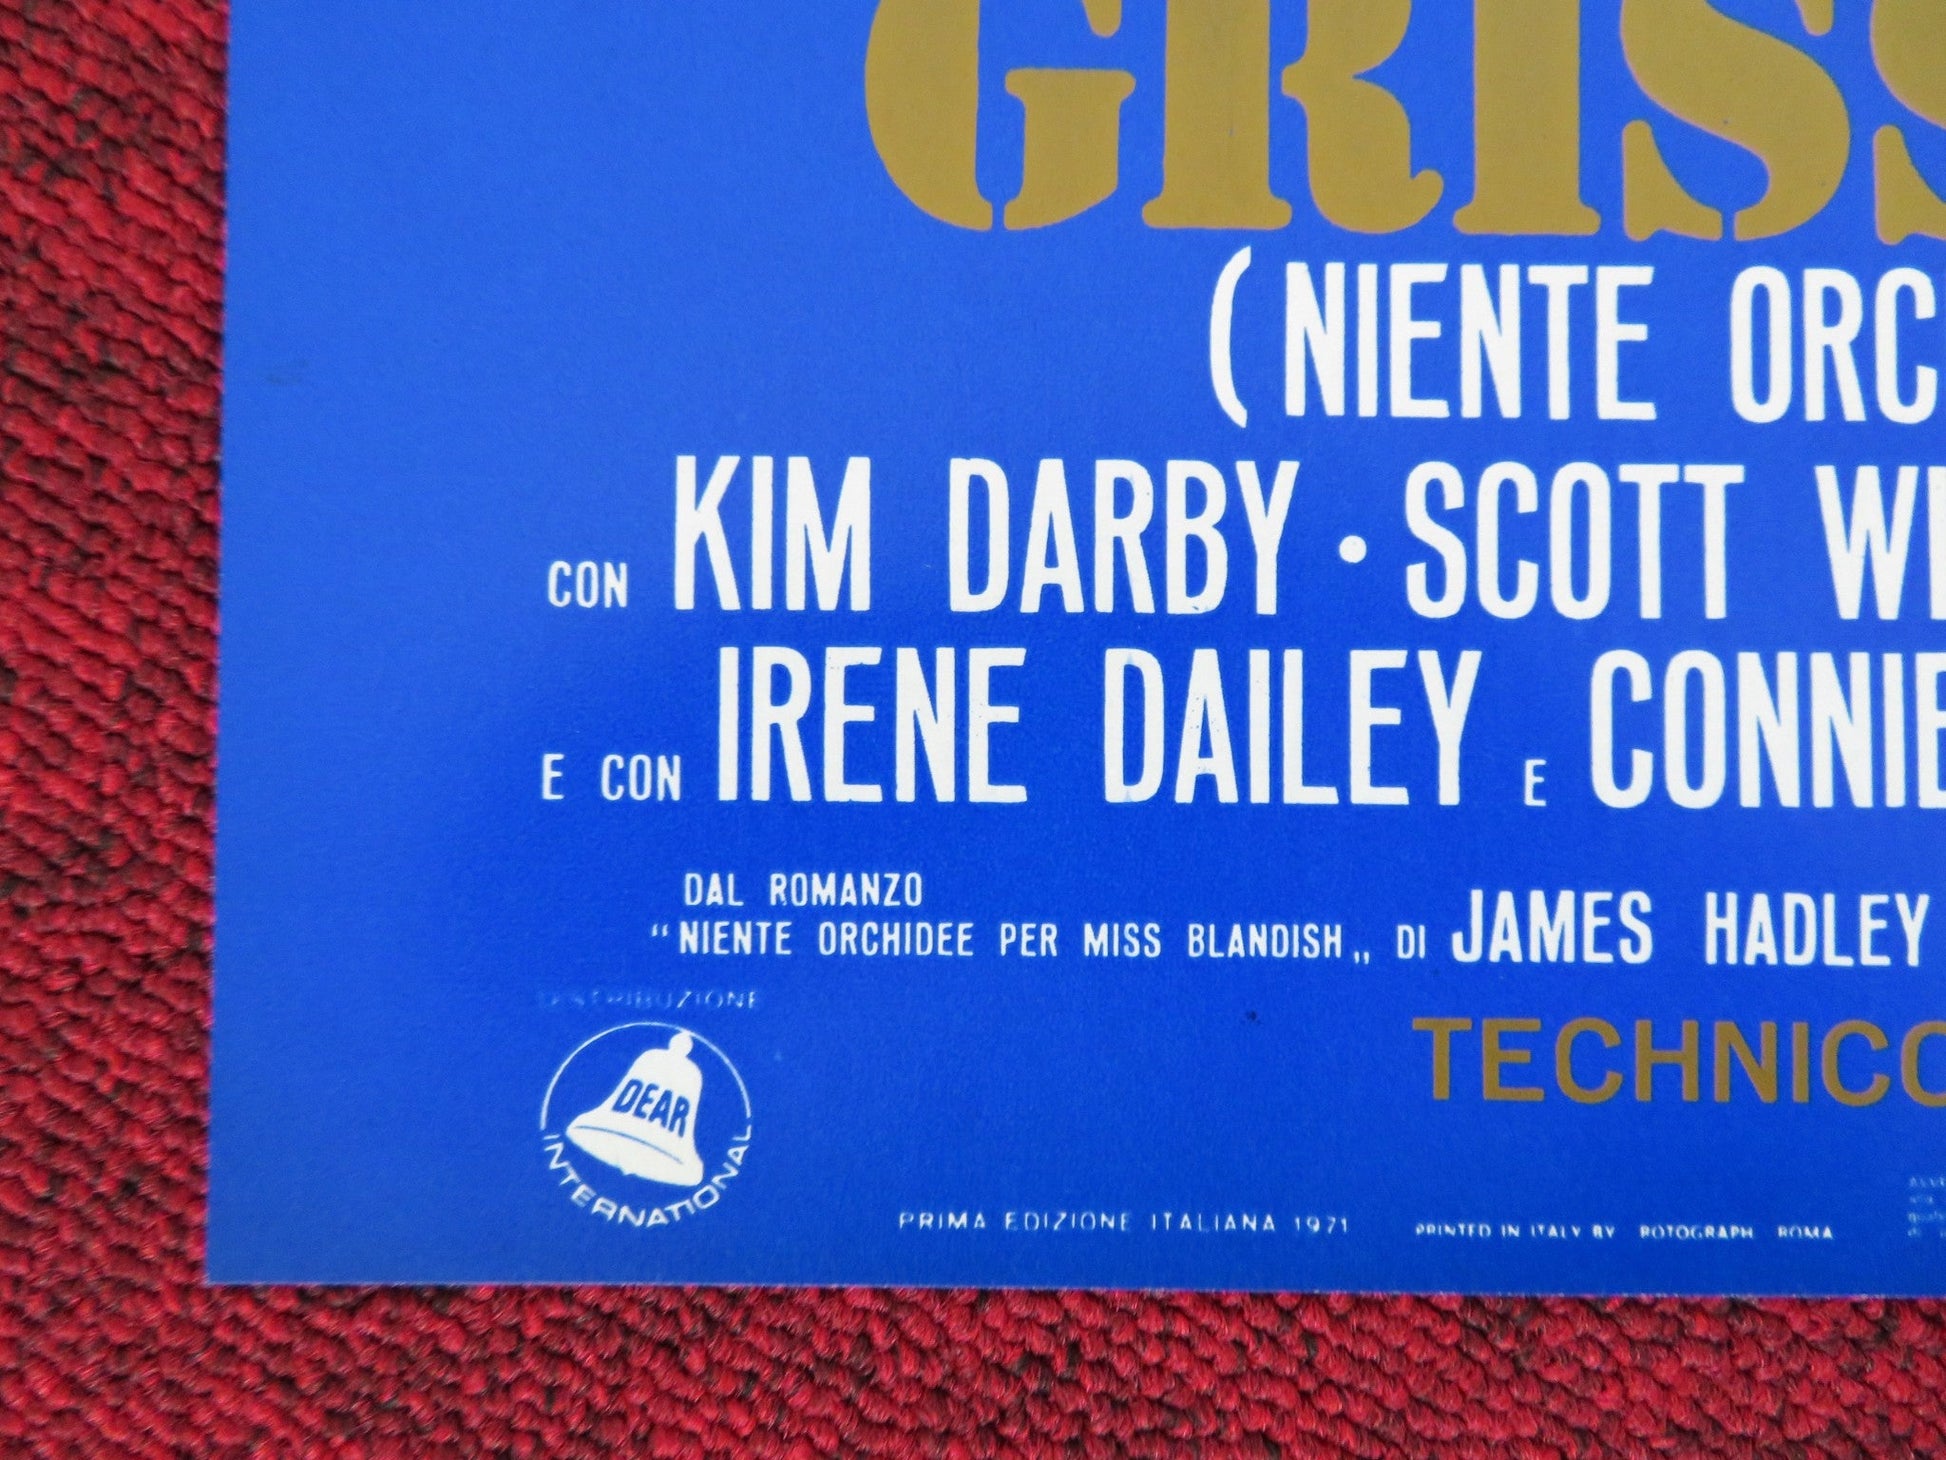 GRISS
(NIENTE ORC
CON KIM DARBY · SCOTT WI
E CON IRENE DAILEY E CONNIE
DAL ROMANZO
“NIENTE ORCHIDEE PER MISS BLANDISH„ DI JAMES HADLEY
DISTRIBUZIONE
DEAR
INTERNATIONAL
TECHNICO
PRIMA EDIZIONE ITALIANA 1971
PRINTED IN ITALY BY ROTOGRAPH ROMA